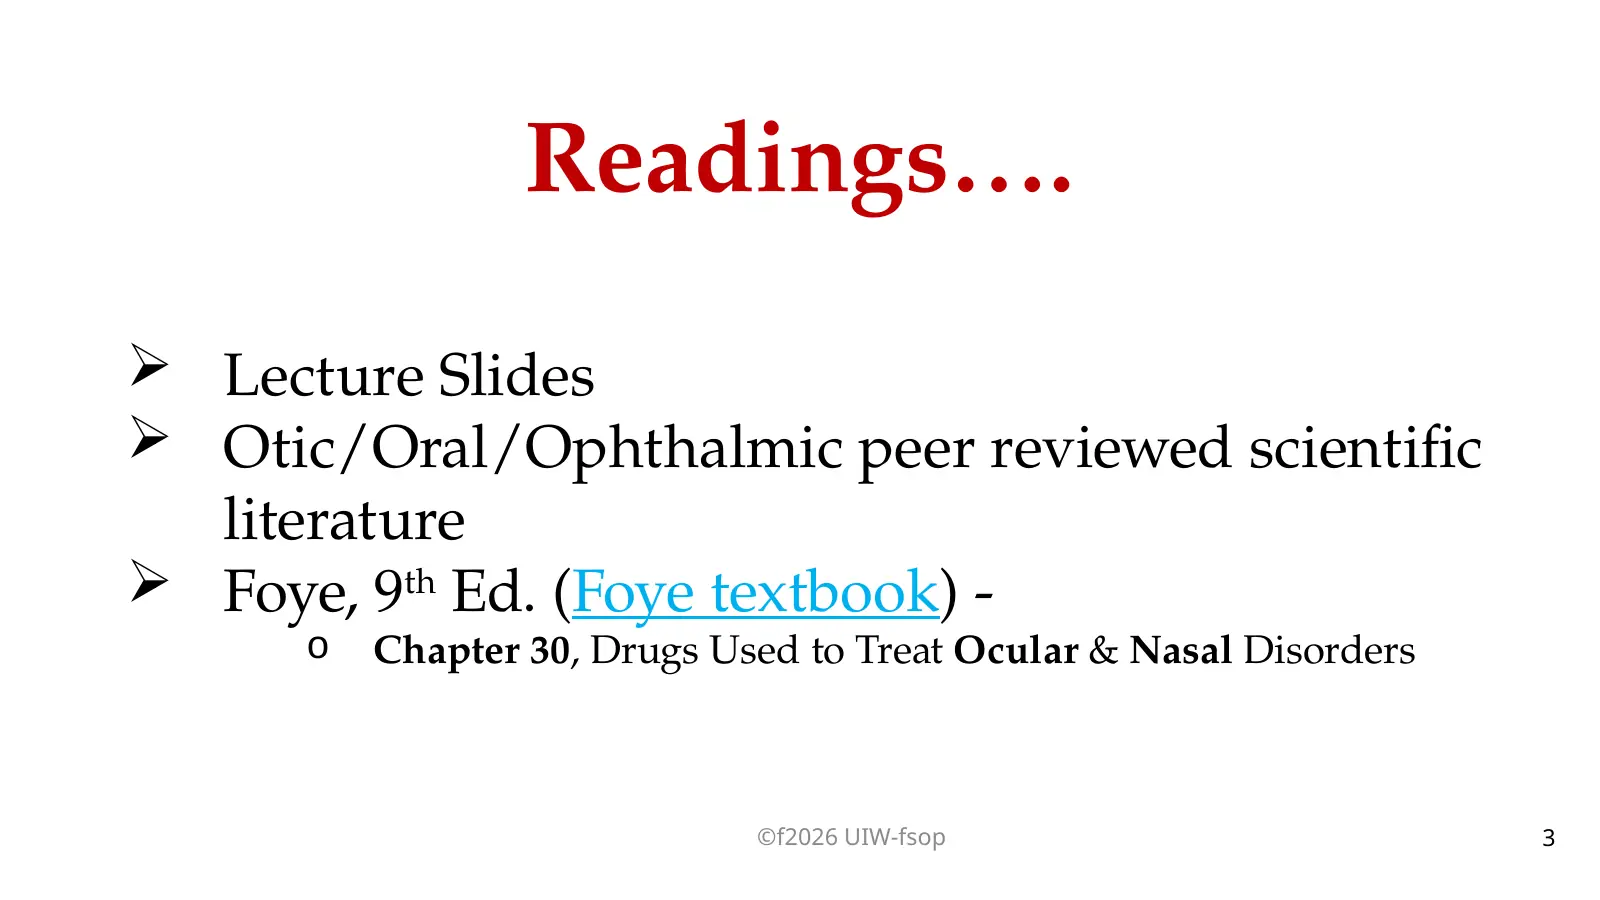 Readings….
➢ Lecture Slides
➢ Otic/Oral/Ophthalmic peer reviewed scientific
literature
➢ Foye, 9th Ed. (Foye textbook) -
o Chapter 30, Drugs Used to Treat Ocular & Nasal Disorders
©f2026 UIW-fsop
3